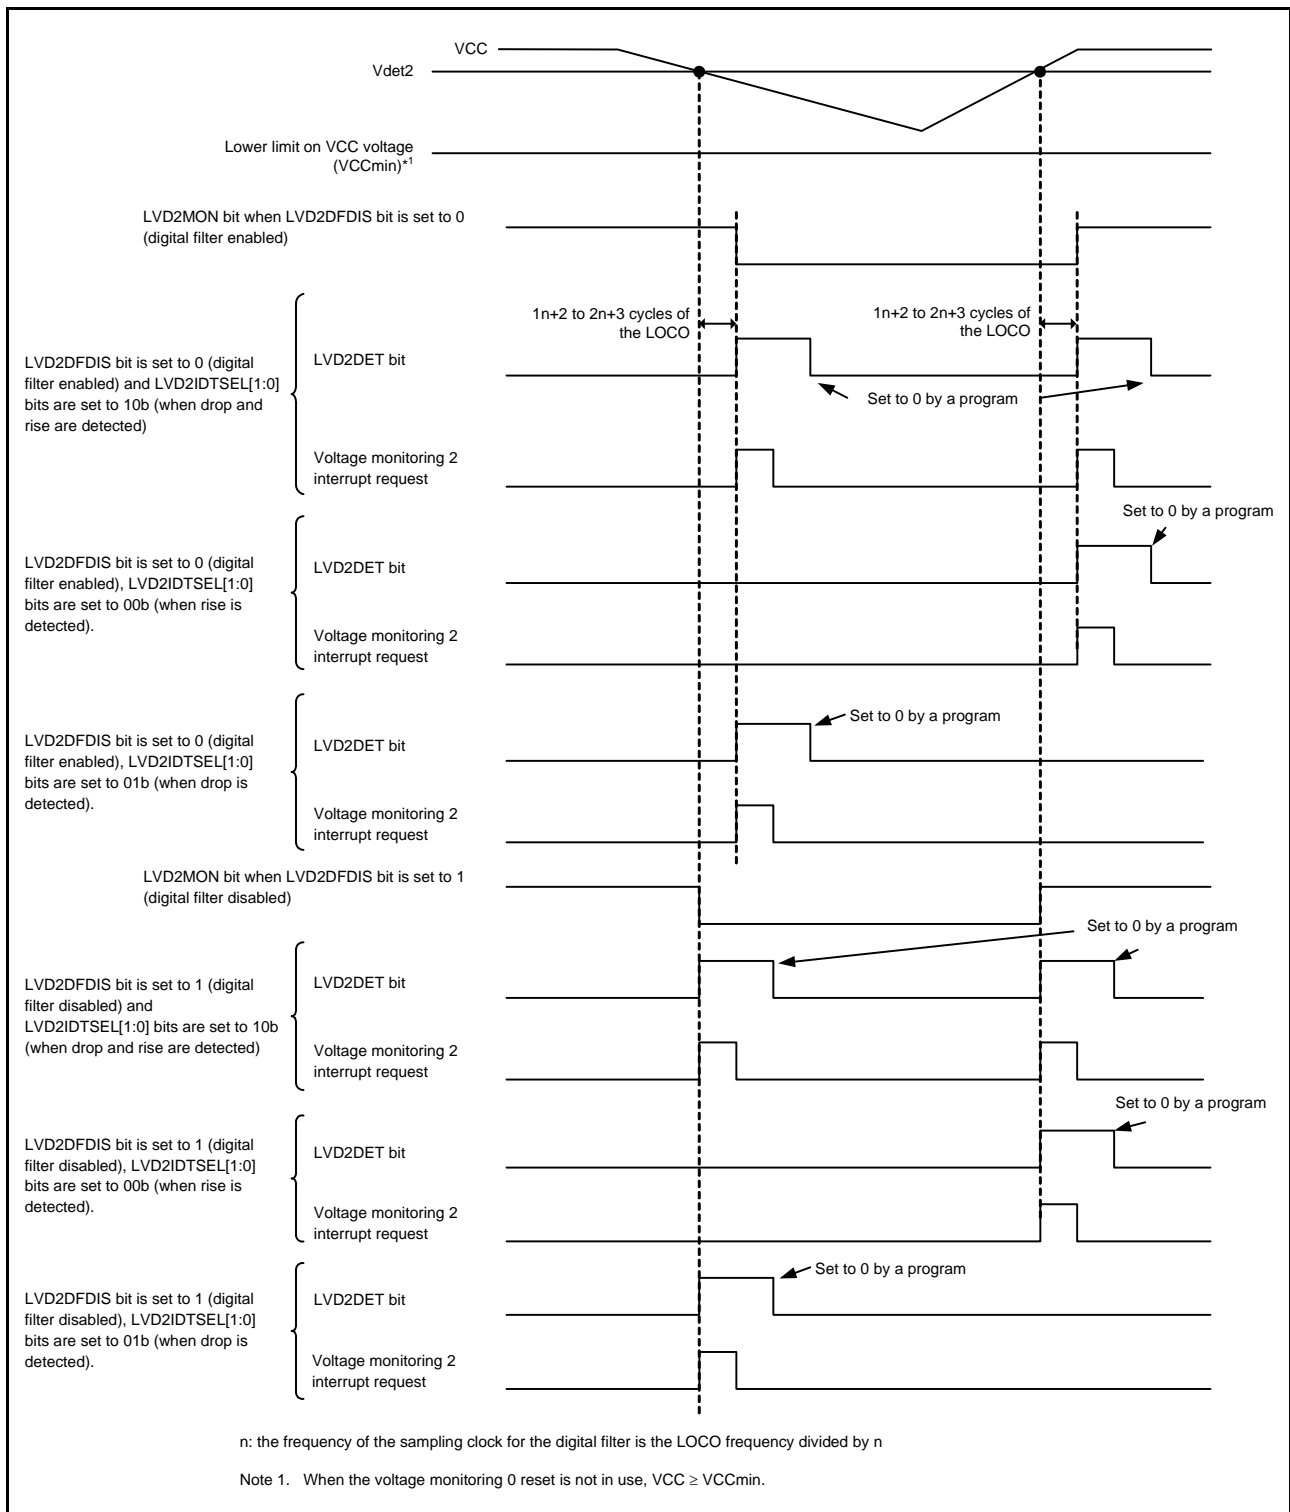 VCC
Vdet2
Lower limit on VCC voltage
(VCCmin)*1
LVD2MON bit when LVD2DFDIS bit is set to 0
(digital filter enabled)
1n+2 to 2n+3 cycles of
the LOCO
1n+2 to 2n+3 cycles of
the LOCO
LVD2DFDIS bit is set to 0 (digital
filter enabled) and LVD2IDTSEL[1:0]
bits are set to 10b (when drop and
rise are detected)
LVD2DET bit
Set to 0 by a program
Voltage monitoring 2
interrupt request
Set to 0 by a program
LVD2DFDIS bit is set to 0 (digital
filter enabled), LVD2IDTSEL[1:0]
bits are set to 00b (when rise is
detected).
LVD2DET bit
Voltage monitoring 2
interrupt request
Set to 0 by a program
LVD2DFDIS bit is set to 0 (digital
filter enabled), LVD2IDTSEL[1:0]
bits are set to 01b (when drop is
detected).
LVD2DET bit
Voltage monitoring 2
interrupt request
LVD2MON bit when LVD2DFDIS bit is set to 1
(digital filter disabled)
Set to 0 by a program
LVD2DFDIS bit is set to 1 (digital
filter disabled) and
LVD2IDTSEL[1:0] bits are set to 10b
(when drop and rise are detected)
LVD2DET bit
Voltage monitoring 2
interrupt request
Set to 0 by a program
LVD2DFDIS bit is set to 1 (digital
filter disabled), LVD2IDTSEL[1:0]
bits are set to 00b (when rise is
detected).
LVD2DET bit
Voltage monitoring 2
interrupt request
Set to 0 by a program
LVD2DFDIS bit is set to 1 (digital
filter disabled), LVD2IDTSEL[1:0]
bits are set to 01b (when drop is
detected).
LVD2DET bit
Voltage monitoring 2
interrupt request
n: the frequency of the sampling clock for the digital filter is the LOCO frequency divided by n
Note 1. When the voltage monitoring 0 reset is not in use, VCC ≥ VCCmin.